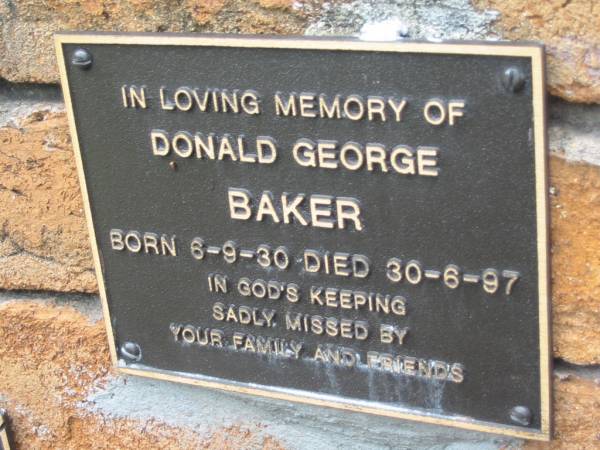 IN LOVING MEMORY OF
DONALD GEORGE
BAKER
BORN 6-9-30 DIED 30-6-97
IN GOD'S KEEPING
SADLY MISSED BY
YOUR FAMILY AND FRIENDS